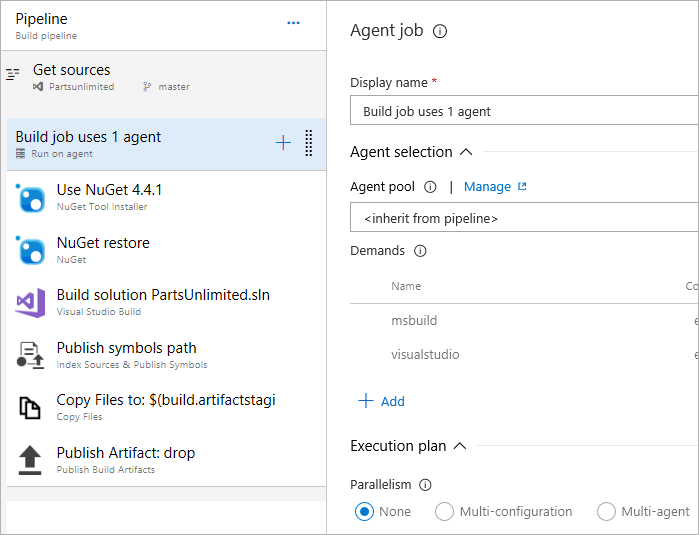 Pipeline
...
Build pipeline
Get sources
Partsunlimited
master
Build job uses 1 agent
Run on agent
Use NuGet 4.4.1
NuGet Tool Installer
NuGet restore
NuGet
Build solution PartsUnlimited.sln
Visual Studio Build
Publish symbols path
Index Sources & Publish Symbols
Copy Files to: $(build.artifactstagi
Copy Files
Publish Artifact: drop
Publish Build Artifacts
Agent job
Display name *
Build job uses 1 agent
Agent selection
Agent pool | Manage
<inherit from pipeline>
Demands
Name Co
msbuild e
visualstudio e
+ Add
Execution plan
Parallelism
None Multi-configuration Multi-agent